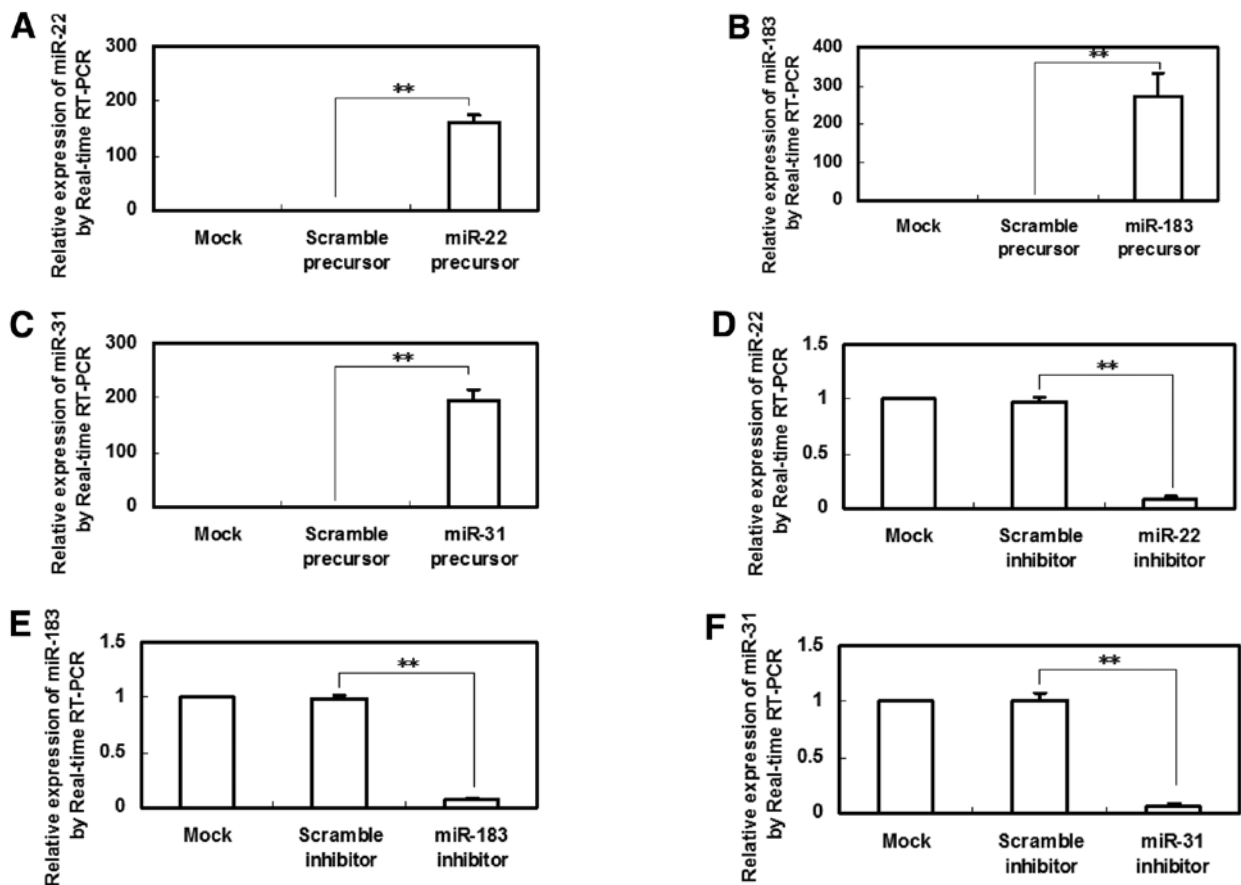 A
Relative expression of miR-22
by Real-time RT-PCR
300
200
100
0
**
Mock
Scramble
precursor
miR-22
precursor
B
Relative expression of miR-183
by Real-time RT-PCR
400
300
200
100
0
**
Mock
Scramble
precursor
miR-183
precursor
C
Relative expression of miR-31
by Real-time RT-PCR
300
200
100
0
**
Mock
Scramble
precursor
miR-31
precursor
D
Relative expression of miR-22
by Real-time RT-PCR
1.5
1
0.5
0
**
Mock
Scramble
inhibitor
miR-22
inhibitor
E
Relative expression of miR-183
by Real-time RT-PCR
1.5
1
0.5
0
**
Mock
Scramble
inhibitor
miR-183
inhibitor
F
Relative expression of miR-31
by Real-time RT-PCR
1.5
1
0.5
0
**
Mock
Scramble
inhibitor
miR-31
inhibitor